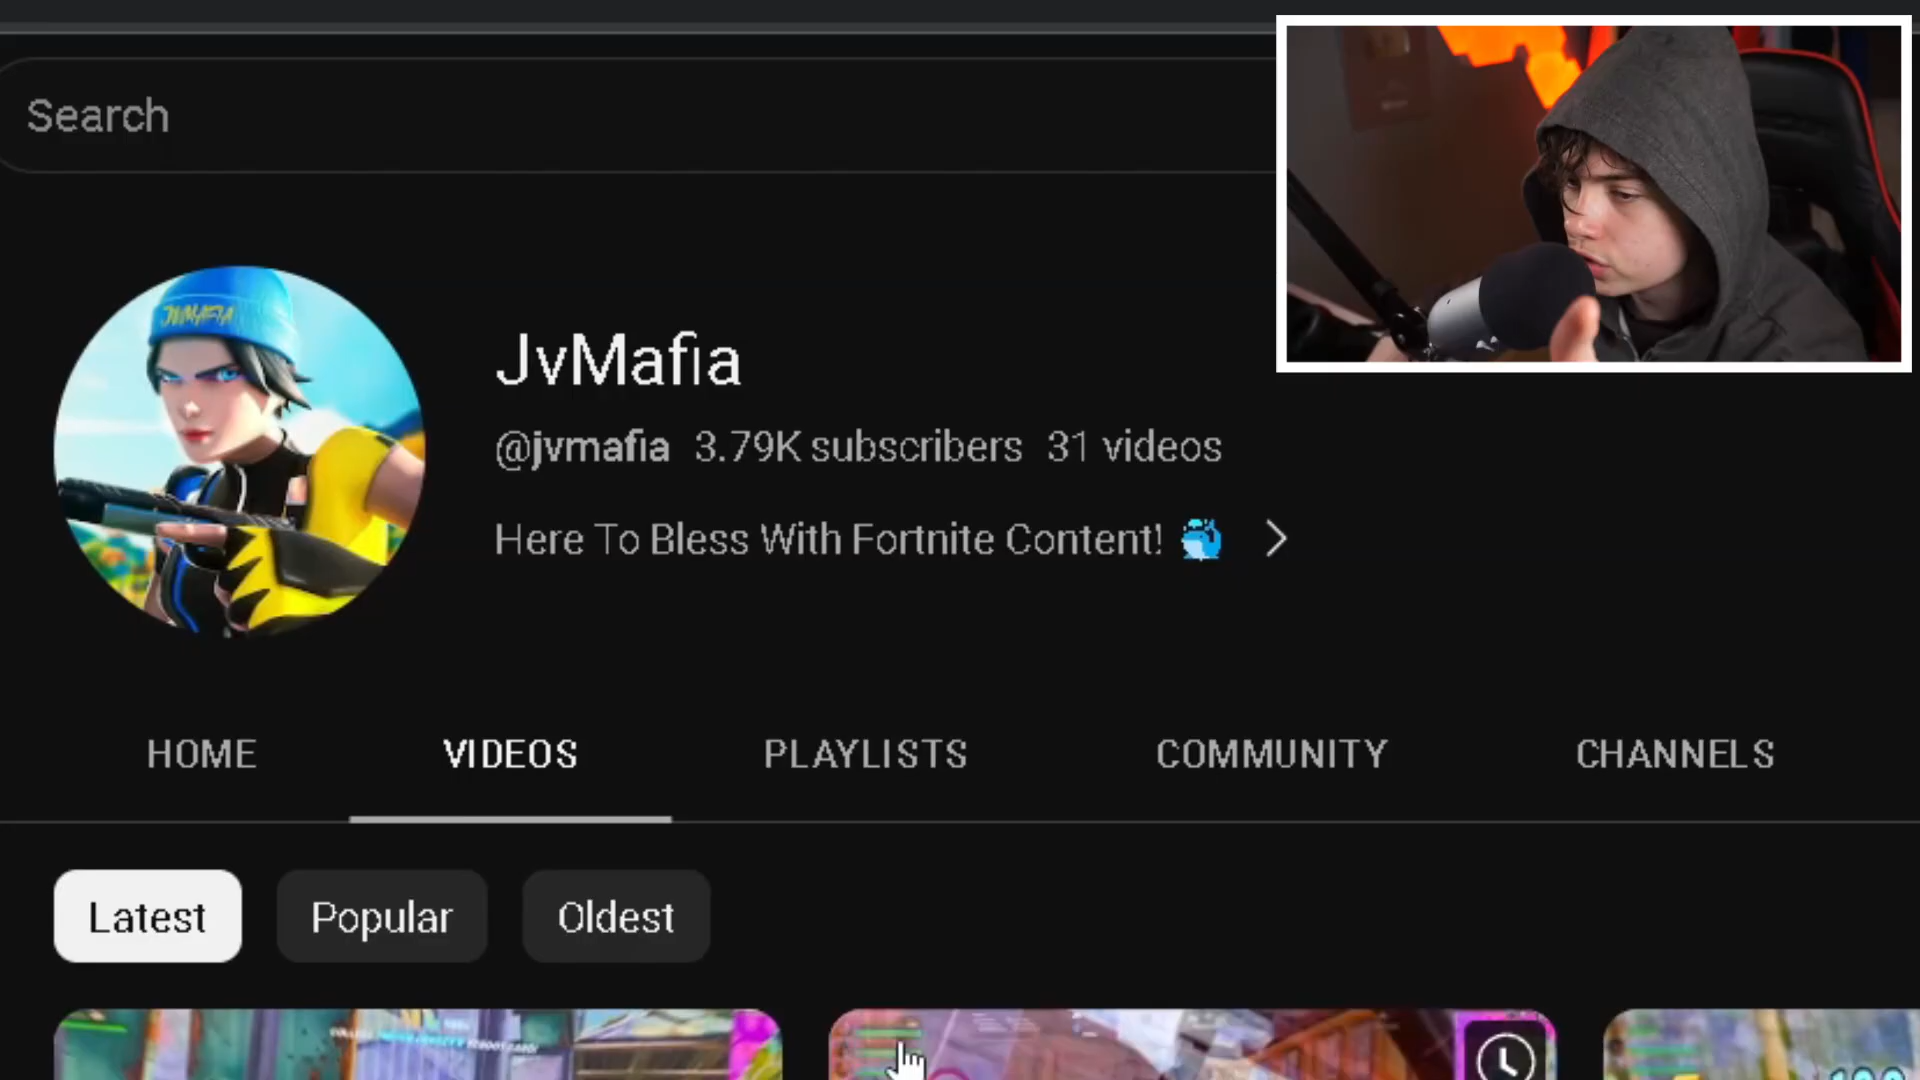 Search
JVMAFIA
JvMafia
@jvmafia 3.79K subscribers 31 videos
Here To Bless With Fortnite Content! 🐳
HOME VIDEOS PLAYLISTS COMMUNITY CHANNELS
Latest Popular Oldest